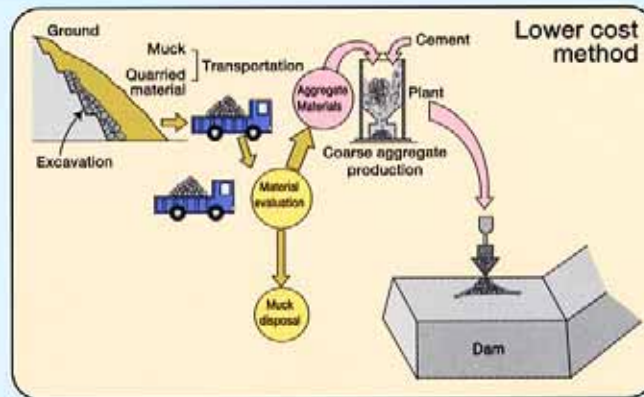 Lower cost
method
Ground
Muck
Quarried
material
Transportation
Excavation
Aggregate
Materials
Cement
Plant
Coarse aggregate
production
Material
evaluation
Muck
disposal
Dam